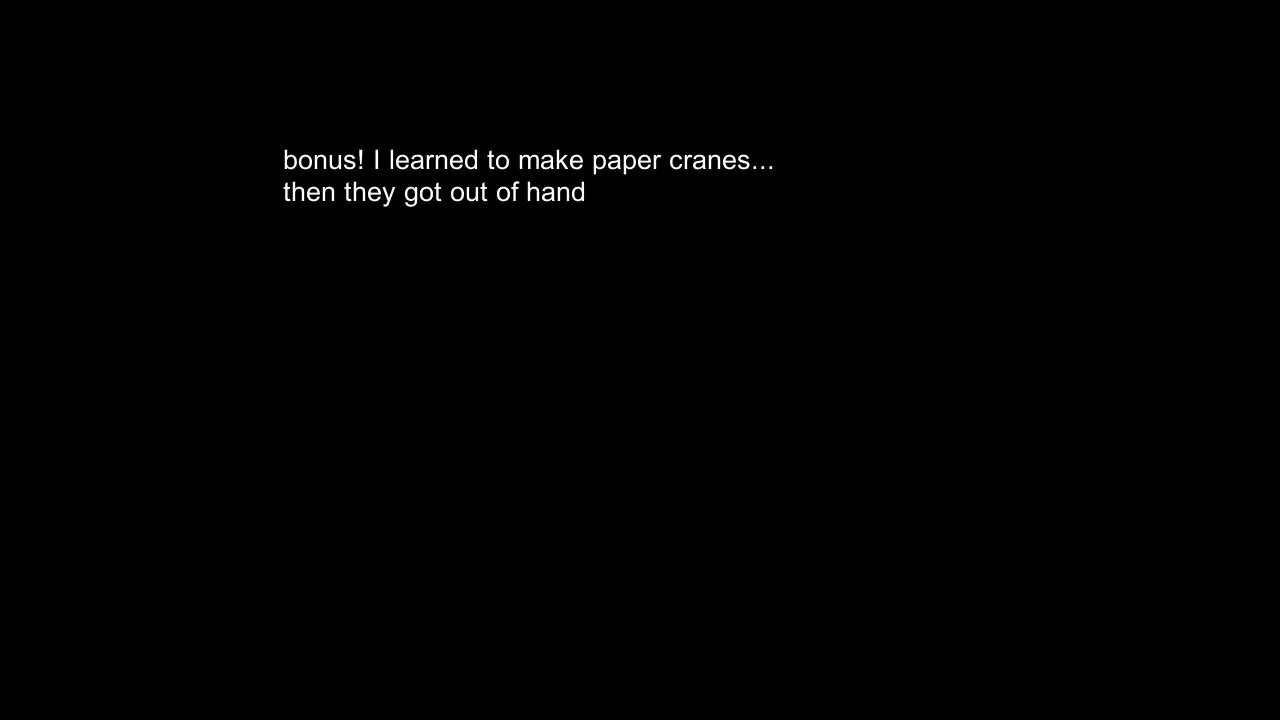 bonus! I learned to make paper cranes...
then they got out of hand